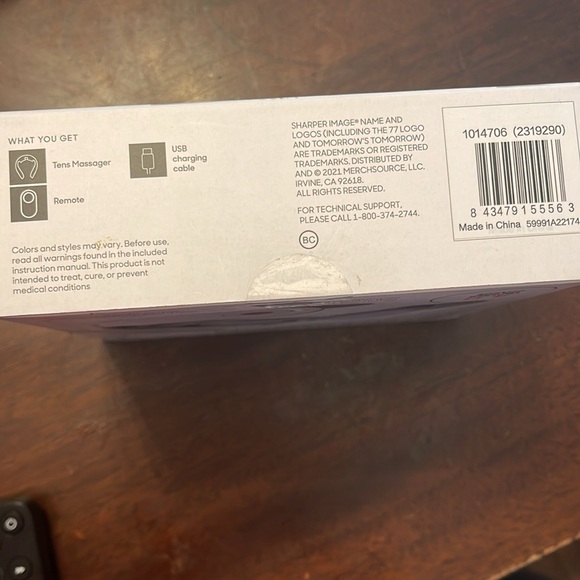 WHAT YOU GET
Tens Massager
USB
charging
cable
Remote
Colors and styles may vary. Before use,
read all warnings found in the included
instruction manual. This product is not
intended to treat, cure, or prevent
medical conditions
SHARPER IMAGE® NAME AND
LOGOS (INCLUDING THE 77 LOGO
AND TOMORROW'S TOMORROW)
ARE TRADEMARKS OR REGISTERED
TRADEMARKS. DISTRIBUTED BY
AND © 2021 MERCHSOURCE, LLC.
IRVINE, CA 92618.
ALL RIGHTS RESERVED.
FOR TECHNICAL SUPPORT,
PLEASE CALL 1-800-374-2744.
BC
1014706 (2319290)
8 43479 15556 3
Made in China 59991A22174